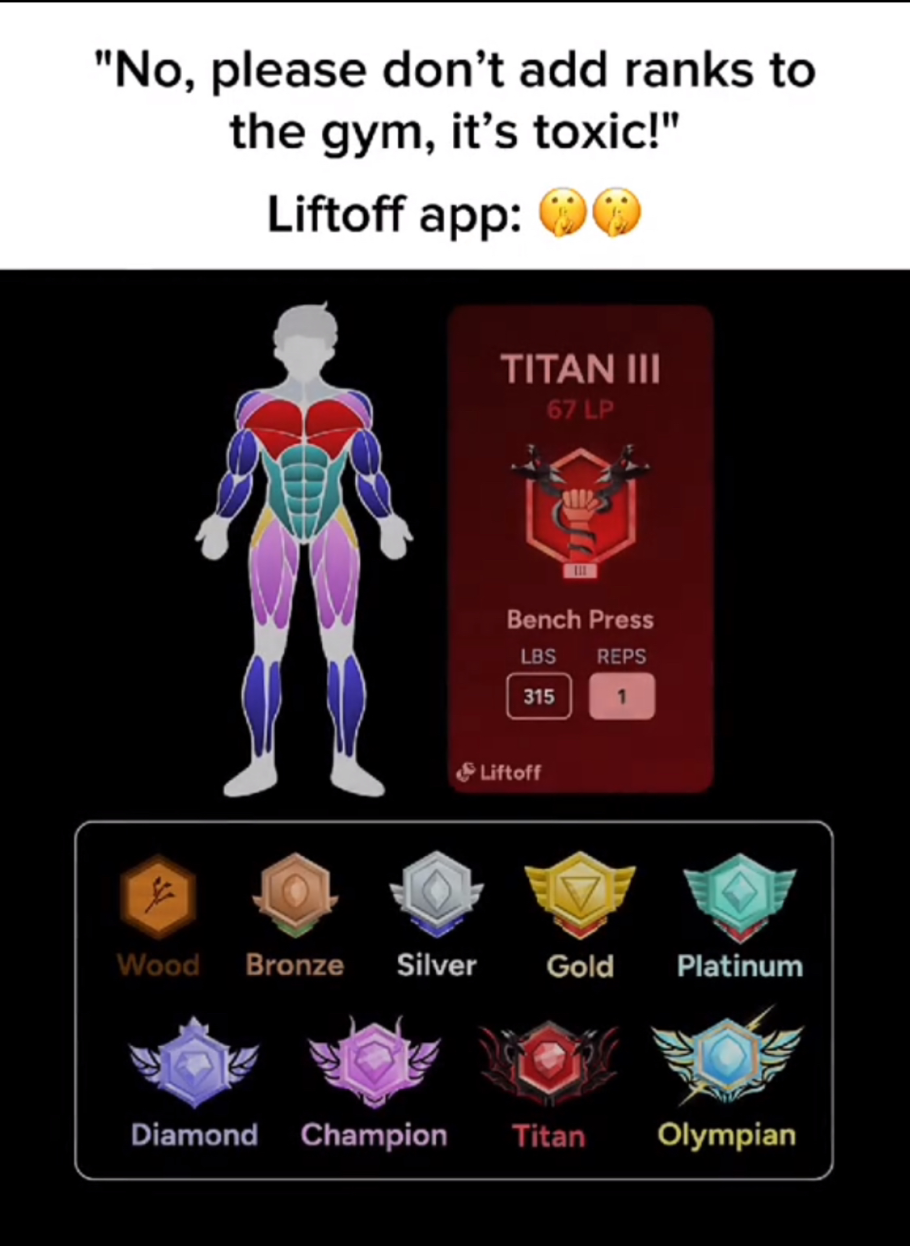 "No, please don’t add ranks to
the gym, it’s toxic!"
Liftoff app: 🤫🤫
TITAN III
67 LP
III
Bench Press
LBS REPS
315 1
Liftoff
Wood Bronze Silver Gold Platinum
Diamond Champion Titan Olympian